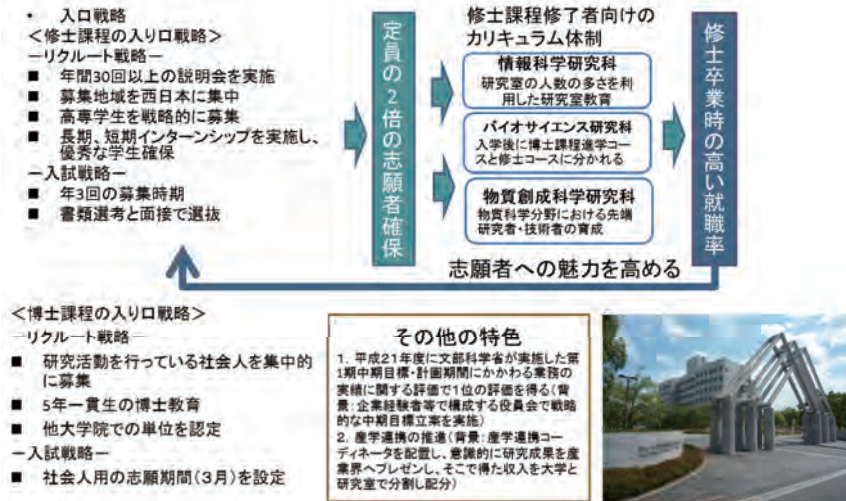 • 入口戦略
＜修士課程の入り口戦略＞
―リクルート戦略―
■ 年間30回以上の説明会を実施
■ 募集地域を西日本に集中
■ 高専学生を戦略的に募集
■ 長期、短期インターンシップを実施し、
優秀な学生確保
―入試戦略―
■ 年3回の募集時期
■ 書類選考と面接で選抜
定員の2倍の志願者確保
修士課程修了者向けの
カリキュラム体制
情報科学研究科
研究室の人数の多さを利
用した研究室教育
バイオサイエンス研究科
入学後に博士課程進学コー
スと修士コースに分かれる
物質創成科学研究科
物質科学分野における先端
研究者・技術者の育成
修士卒業時の高い就職率
志願者への魅力を高める
＜博士課程の入り口戦略＞
―リクルート戦略―
■ 研究活動を行っている社会人を集中的
に募集
■ 5年一貫生の博士教育
■ 他大学院での単位を認定
―入試戦略―
■ 社会人用の志願期間（3月）を設定
その他の特色
1. 平成21年度に文部科学省が実施した第
1期中期目標・計画期間にかかわる業務の
実績に関する評価で1位の評価を得る（背
景：企業経験者等で構成する役員会で戦略
的な中期目標立案を実施）
2. 産学連携の推進（背景：産学連携コー
ディネータを配置し、意識的に研究成果を産
業界へプレゼンし、そこで得た収入を大学と
研究室で分割し配分）